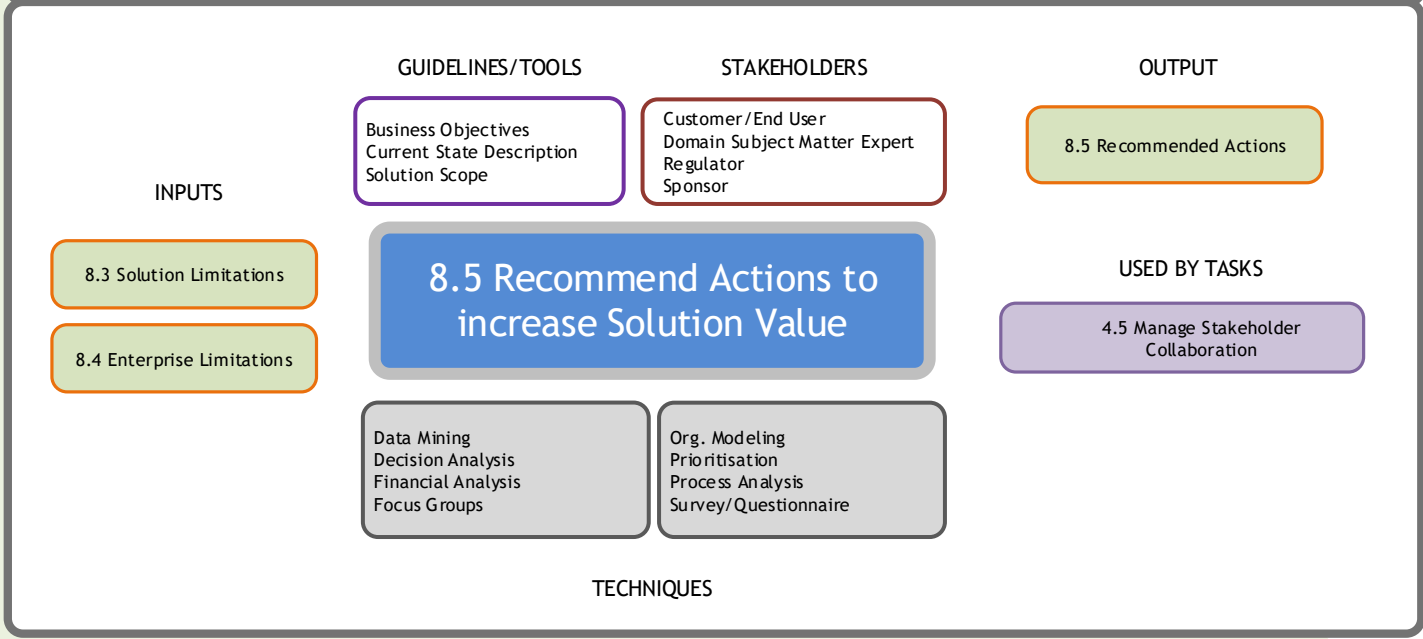 GUIDELINES/TOOLS
STAKEHOLDERS
OUTPUT
Business Objectives
Current State Description
Solution Scope
Customer/End User
Domain Subject Matter Expert
Regulator
Sponsor
8.5 Recommended Actions
INPUTS
8.3 Solution Limitations
8.4 Enterprise Limitations
8.5 Recommend Actions to
increase Solution Value
USED BY TASKS
4.5 Manage Stakeholder
Collaboration
Data Mining
Decision Analysis
Financial Analysis
Focus Groups
Org. Modeling
Prioritisation
Process Analysis
Survey/Questionnaire
TECHNIQUES